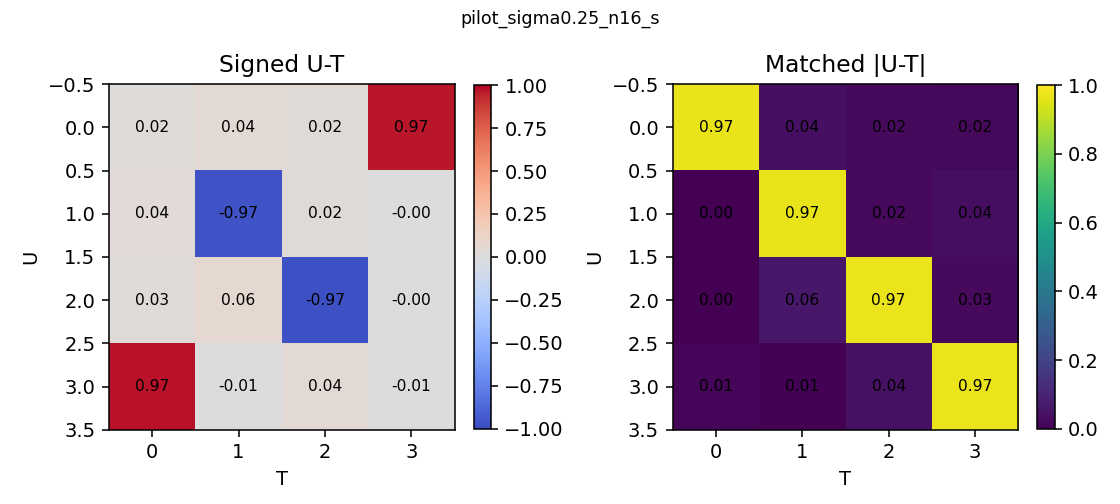 pilot_sigma0.25_n16_s
Signed U-T
−0.5
0.0
0.5
1.0
1.5
2.0
2.5
3.0
3.5
U
0.02 0.04 0.02 0.97
0.04 -0.97 0.02 -0.00
0.03 0.06 -0.97 -0.00
0.97 -0.01 0.04 -0.01
0 1 2 3
T
1.00
0.75
0.50
0.25
0.00
−0.25
−0.50
−0.75
−1.00
Matched |U-T|
−0.5
0.0
0.5
1.0
1.5
2.0
2.5
3.0
3.5
U
0.97 0.04 0.02 0.02
0.00 0.97 0.02 0.04
0.00 0.06 0.97 0.03
0.01 0.01 0.04 0.97
0 1 2 3
T
1.0
0.8
0.6
0.4
0.2
0.0